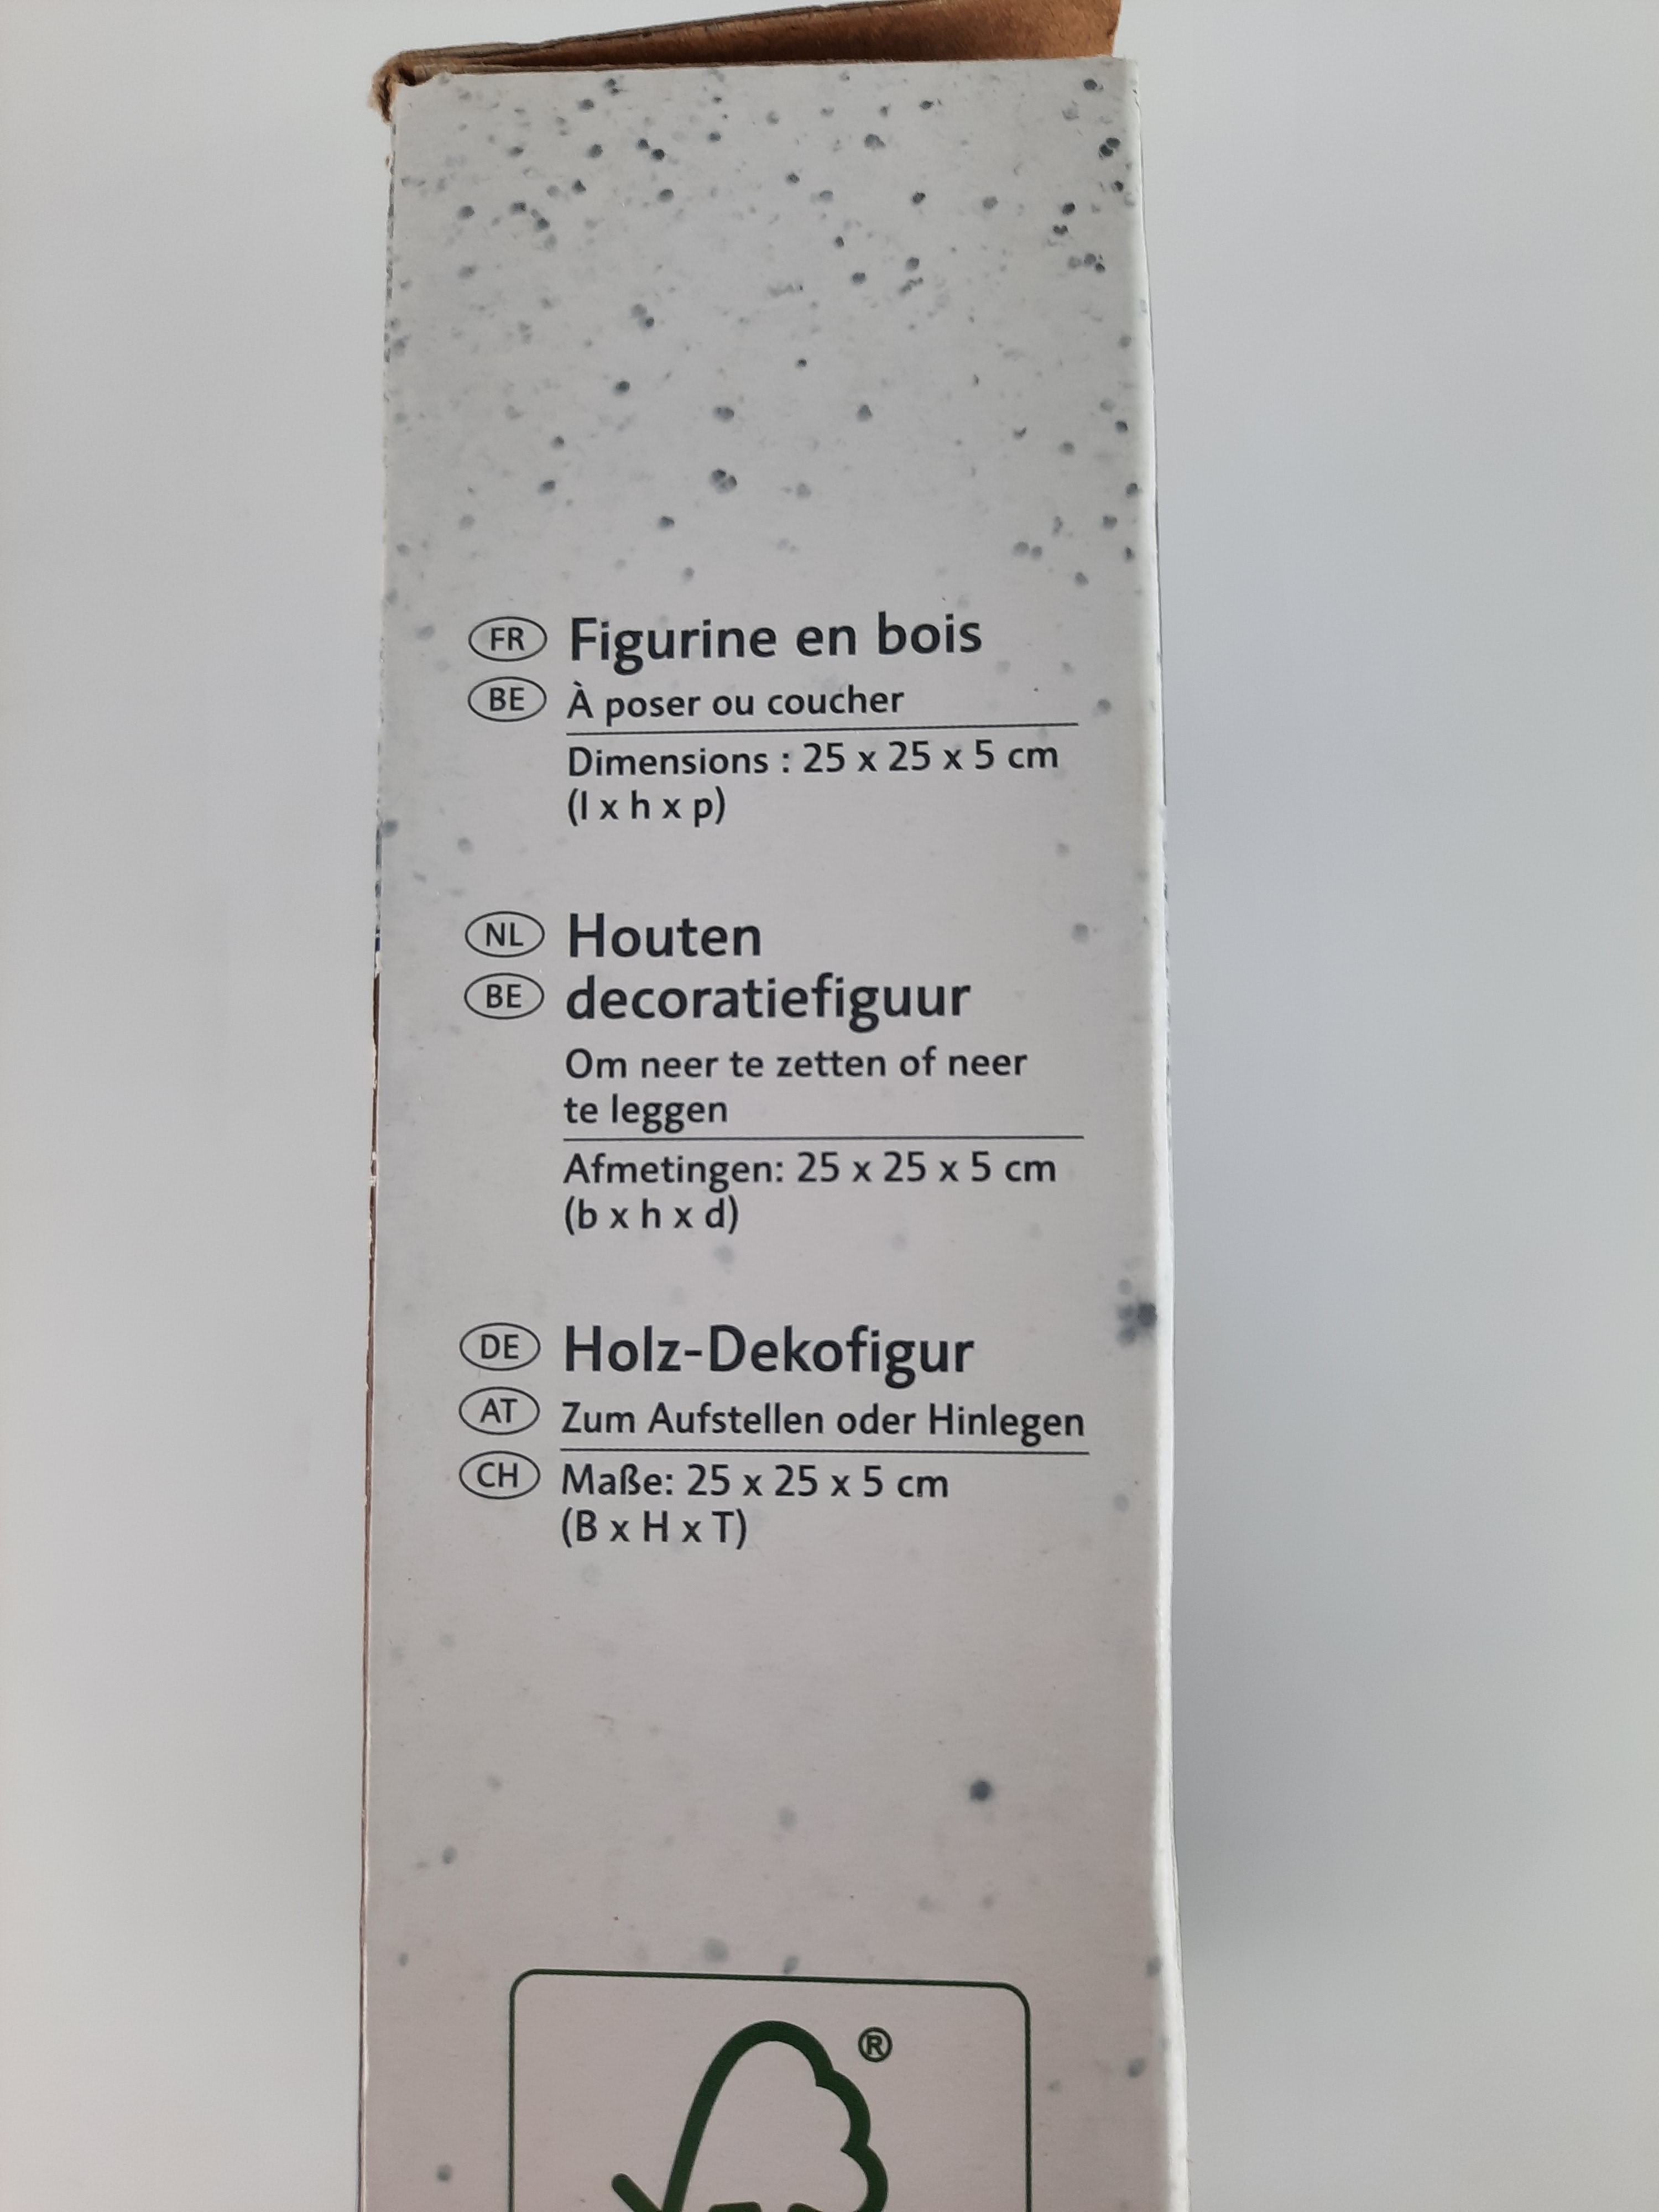 FR Figurine en bois
BE À poser ou coucher
Dimensions : 25 x 25 x 5 cm
(l x h x p)
NL Houten
BE decoratiefiguur
Om neer te zetten of neer
te leggen
Afmetingen: 25 x 25 x 5 cm
(b x h x d)
DE Holz-Dekofigur
AT Zum Aufstellen oder Hinlegen
CH Maße: 25 x 25 x 5 cm
(B x H x T)
®